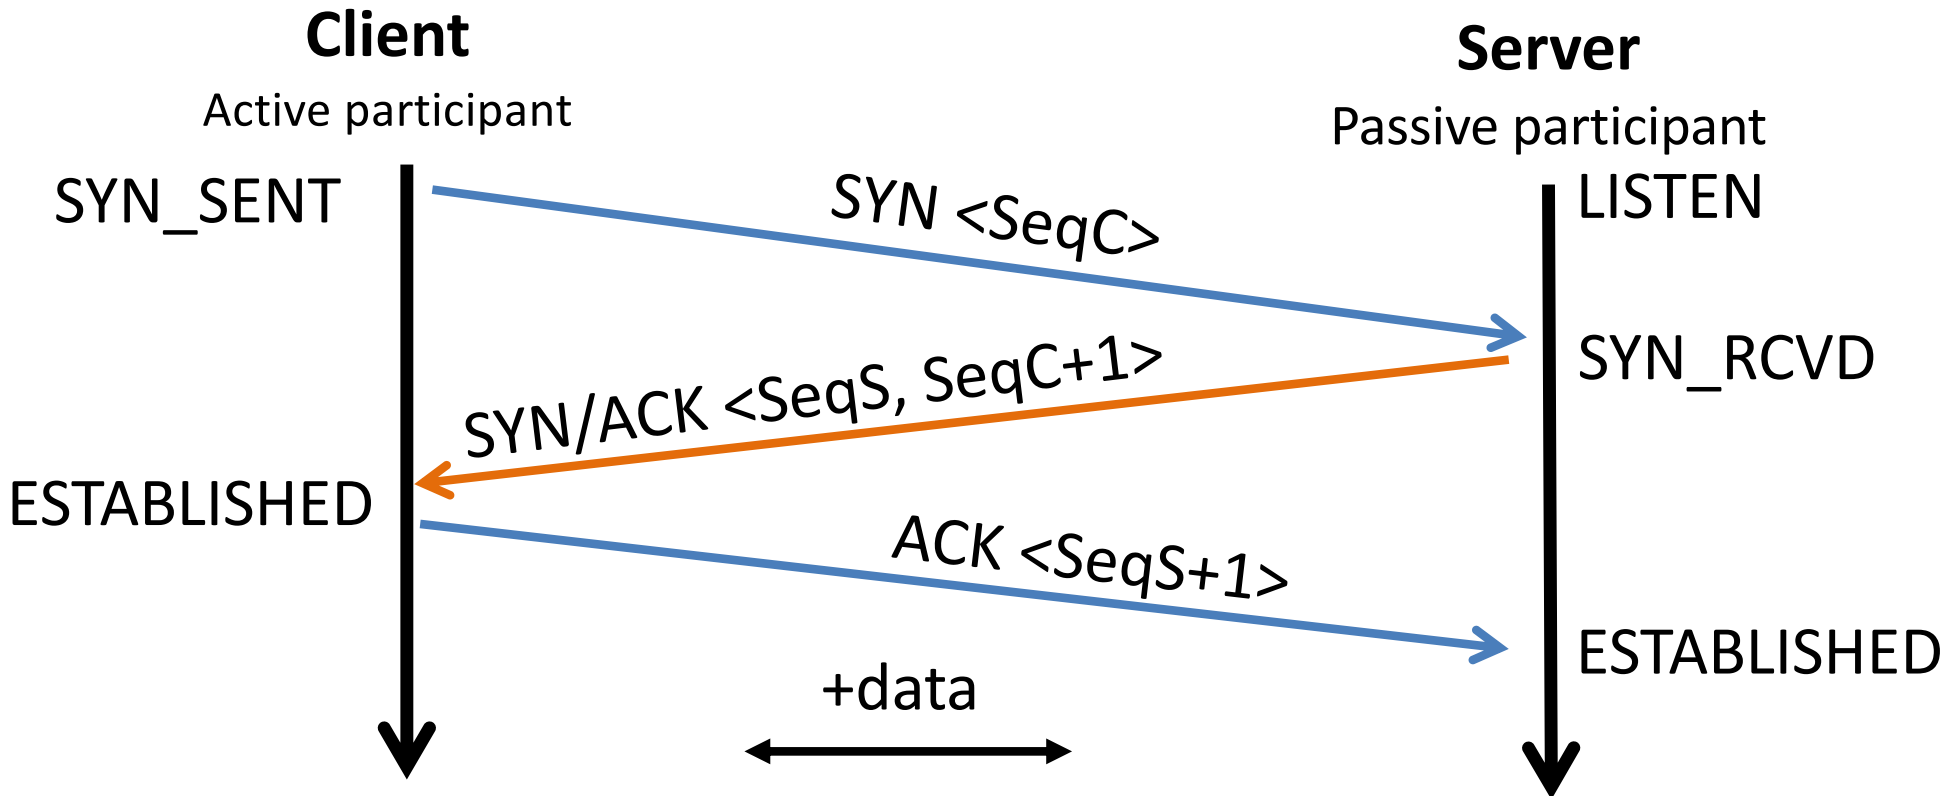 Client
Active participant
Server
Passive participant
SYN_SENT
SYN <SeqC>
LISTEN
SYN_RCVD
SYN/ACK <SeqS, SeqC+1>
ESTABLISHED
ACK <SeqS+1>
ESTABLISHED
+data